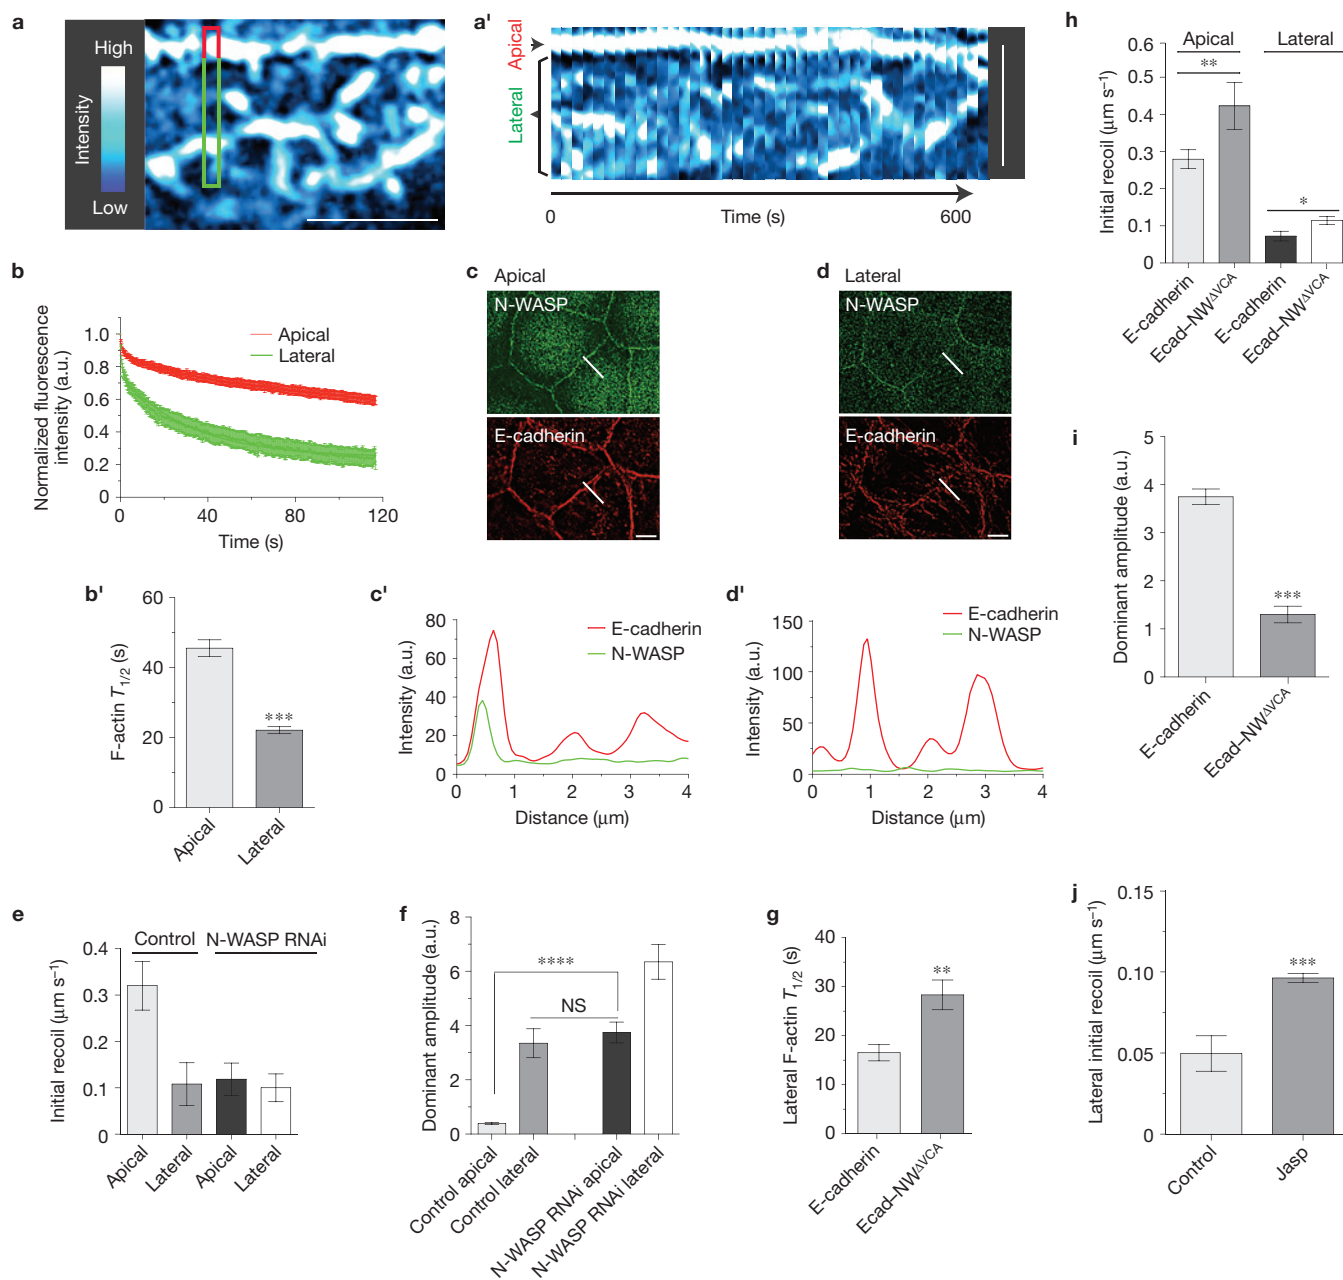 a
High
Intensity
Low
a'
Apical
Lateral
0
Time (s)
600
b
Normalized fluorescence
intensity (a.u.)
1.0
0.8
0.6
0.4
0.2
0
Apical
Lateral
0 40 80 120
Time (s)
c
Apical
N-WASP
E-cadherin
d
Lateral
N-WASP
E-cadherin
h
Initial recoil (μm s⁻¹)
0.6
0.5
0.4
0.3
0.2
0.1
0
Apical
Lateral
**
*
E-cadherin
Ecad–NW^ΔVCA
E-cadherin
Ecad–NW^ΔVCA
b'
F-actin T1/2 (s)
60
40
20
0
***
Apical
Lateral
c'
Intensity (a.u.)
80
60
40
20
0
E-cadherin
N-WASP
0 1 2 3 4
Distance (μm)
d'
Intensity (a.u.)
150
100
50
0
E-cadherin
N-WASP
0 1 2 3 4
Distance (μm)
i
Dominant amplitude (a.u.)
5
4
3
2
1
0
***
E-cadherin
Ecad–NW^ΔVCA
e
Initial recoil (μm s⁻¹)
0.4
0.3
0.2
0.1
0
Control
N-WASP RNAi
Apical
Lateral
Apical
Lateral
f
Dominant amplitude (a.u.)
8
6
4
2
0
****
NS
Control apical
Control lateral
N-WASP RNAi apical
N-WASP RNAi lateral
g
Lateral F-actin T1/2 (s)
40
30
20
10
0
**
E-cadherin
Ecad–NW^ΔVCA
j
Lateral initial recoil (μm s⁻¹)
0.15
0.10
0.05
0
***
Control
Jasp